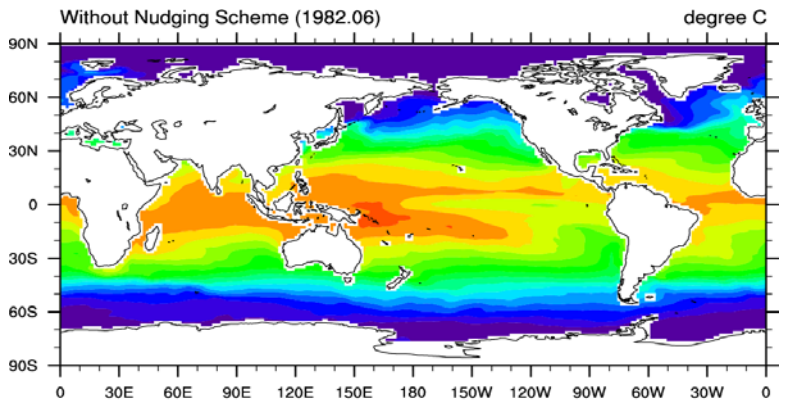 Without Nudging Scheme (1982.06) degree C
90N
60N
30N
0
30S
60S
90S
0 30E 60E 90E 120E 150E 180 150W 120W 90W 60W 30W 0